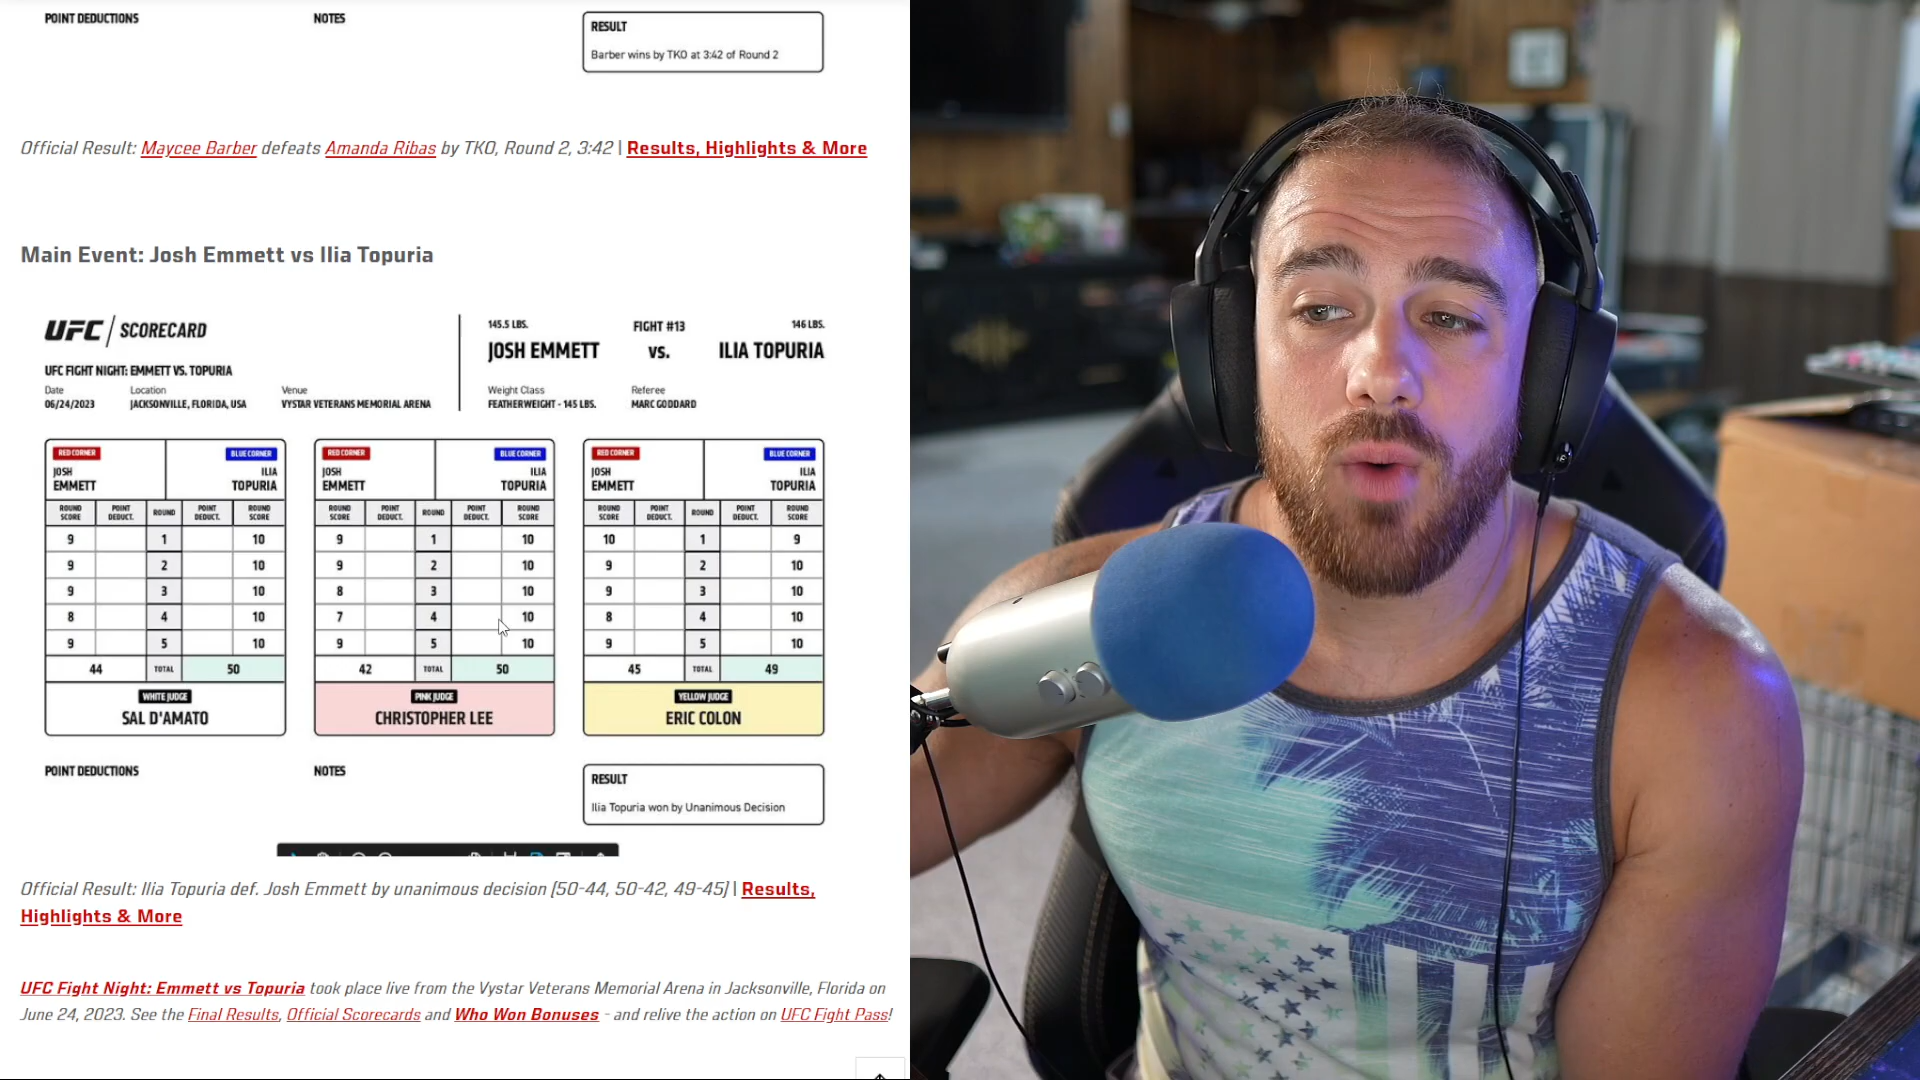 POINT DEDUCTIONS NOTES RESULT
Barber wins by TKO at 3:42 of Round 2
Official Result: Maycee Barber defeats Amanda Ribas by TKO, Round 2, 3:42 | Results, Highlights & More
Main Event: Josh Emmett vs Ilia Topuria
UFC / SCORECARD
UFC FIGHT NIGHT: EMMETT VS. TOPURIA
Date Location Venue
06/24/2023 JACKSONVILLE, FLORIDA, USA VYSTAR VETERANS MEMORIAL ARENA
145.5 LBS. FIGHT #13 146 LBS.
JOSH EMMETT VS. ILIA TOPURIA
Weight Class Referee
FEATHERWEIGHT - 145 LBS. MARC GODDARD
RED CORNER BLUE CORNER
JOSH ILIA
EMMETT TOPURIA
ROUND SCORE POINT DEDUCT. ROUND POINT DEDUCT. ROUND SCORE
9 1 10
9 2 10
9 3 10
8 4 10
9 5 10
44 TOTAL 50
WHITE JUDGE
SAL D'AMATO
RED CORNER BLUE CORNER
JOSH ILIA
EMMETT TOPURIA
ROUND SCORE POINT DEDUCT. ROUND POINT DEDUCT. ROUND SCORE
9 1 10
9 2 10
8 3 10
7 4 10
9 5 10
42 TOTAL 50
PINK JUDGE
CHRISTOPHER LEE
RED CORNER BLUE CORNER
JOSH ILIA
EMMETT TOPURIA
ROUND SCORE POINT DEDUCT. ROUND POINT DEDUCT. ROUND SCORE
10 1 9
9 2 10
9 3 10
8 4 10
9 5 10
45 TOTAL 49
YELLOW JUDGE
ERIC COLON
POINT DEDUCTIONS NOTES RESULT
Ilia Topuria won by Unanimous Decision
Official Result: Ilia Topuria def. Josh Emmett by unanimous decision (50-44, 50-42, 49-45) | Results,
Highlights & More
UFC Fight Night: Emmett vs Topuria took place live from the Vystar Veterans Memorial Arena in Jacksonville, Florida on
June 24, 2023. See the Final Results, Official Scorecards and Who Won Bonuses - and relive the action on UFC Fight Pass!